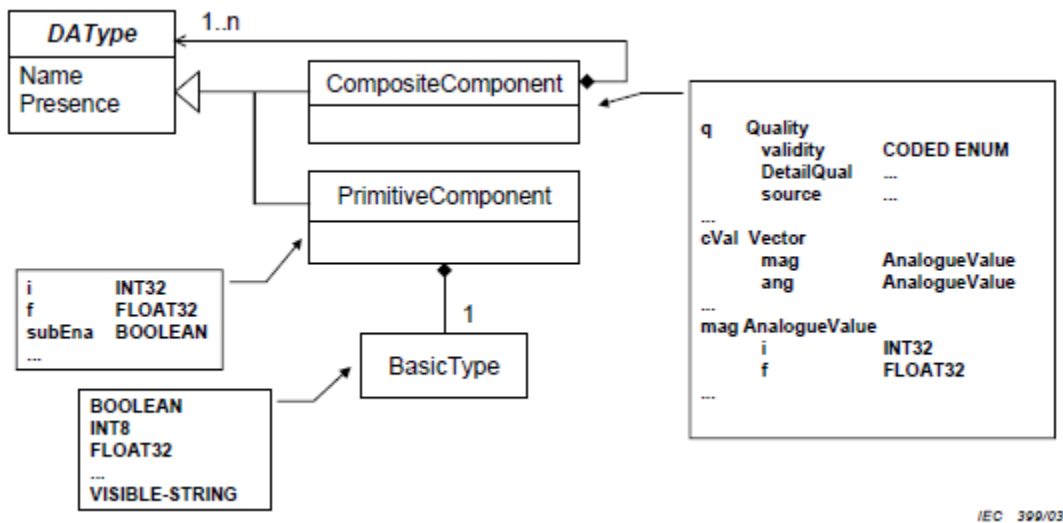 DAType
Name
Presence
1..n
CompositeComponent
PrimitiveComponent
1
BasicType
i INT32
f FLOAT32
subEna BOOLEAN
...
BOOLEAN
INT8
FLOAT32
...
VISIBLE-STRING
q Quality
validity CODED ENUM
DetailQual ...
source ...
...
cVal Vector
mag AnalogueValue
ang AnalogueValue
...
mag AnalogueValue
i INT32
f FLOAT32
...
IEC 399/03